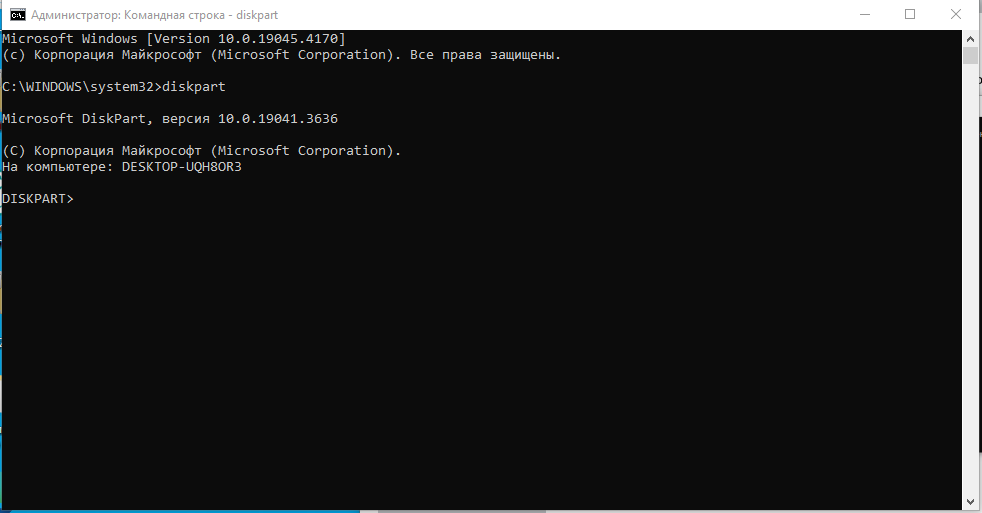 Администратор: Командная строка - diskpart
Microsoft Windows [Version 10.0.19045.4170]
(c) Корпорация Майкрософт (Microsoft Corporation). Все права защищены.
C:\WINDOWS\system32>diskpart
Microsoft DiskPart, версия 10.0.19041.3636
(C) Корпорация Майкрософт (Microsoft Corporation).
На компьютере: DESKTOP-UQH8OR3
DISKPART>